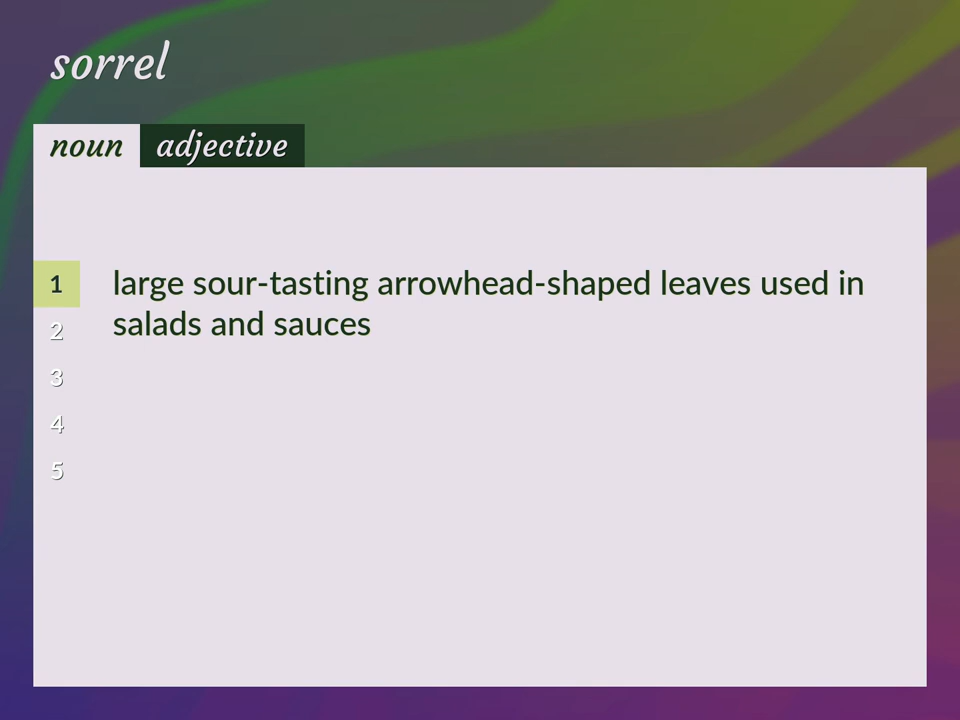 sorrel
noun adjective
1 large sour-tasting arrowhead-shaped leaves used in
salads and sauces
2
3
4
5